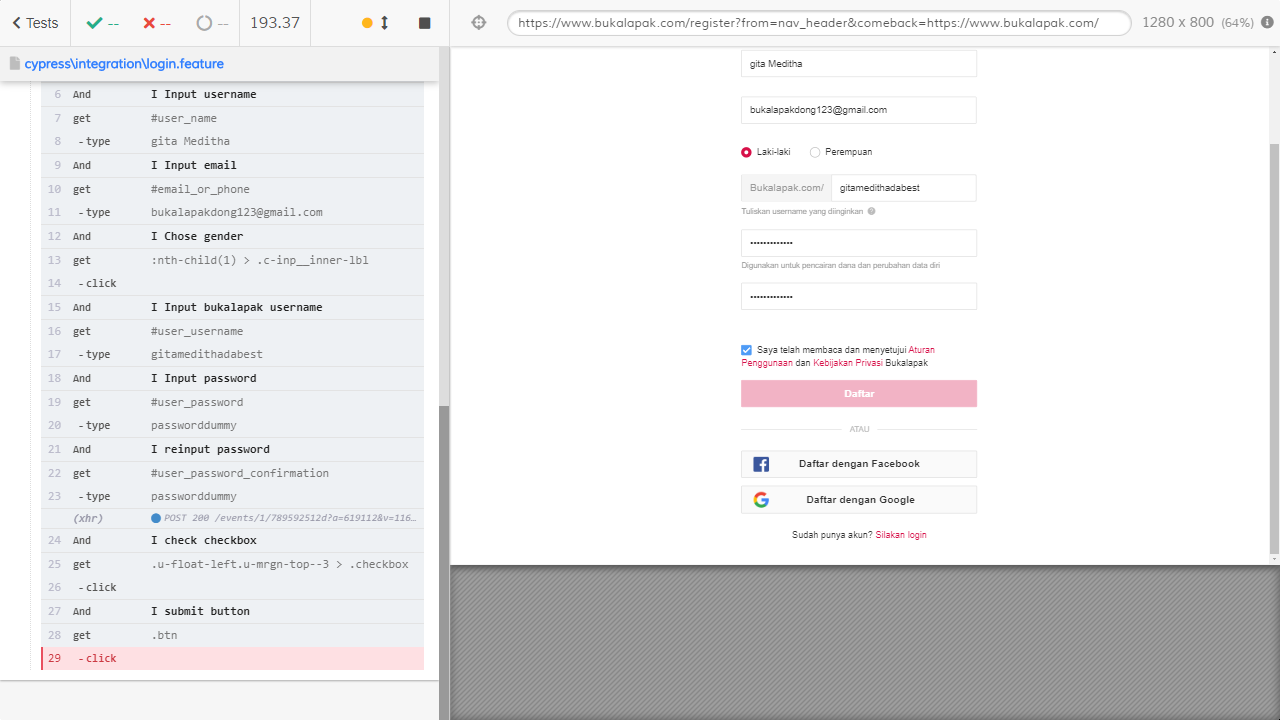 Tests
--
--
--
193.37
https://www.bukalapak.com/register?from=nav_header&comeback=https://www.bukalapak.com/
1280 x 800 (64%)
cypress\integration\login.feature
6 And I Input username
7 get #user_name
8 -type gita Meditha
9 And I Input email
10 get #email_or_phone
11 -type bukalapakdong123@gmail.com
12 And I Chose gender
13 get :nth-child(1) > .c-inp__inner-lbl
14 -click
15 And I Input bukalapak username
16 get #user_username
17 -type gitamedithadabest
18 And I Input password
19 get #user_password
20 -type passworddummy
21 And I reinput password
22 get #user_password_confirmation
23 -type passworddummy
(xhr) POST 200 /events/1/789592512d?a=619112&v=116…
24 And I check checkbox
25 get .u-float-left.u-mrgn-top--3 > .checkbox
26 -click
27 And I submit button
28 get .btn
29 -click
gita Meditha
bukalapakdong123@gmail.com
Laki-laki Perempuan
Bukalapak.com/ gitamedithadabest
Tuliskan username yang diinginkan
•••••••••••••
Digunakan untuk pencairan dana dan perubahan data diri
•••••••••••••
Saya telah membaca dan menyetujui Aturan
Penggunaan dan Kebijakan Privasi Bukalapak
Daftar
ATAU
Daftar dengan Facebook
Daftar dengan Google
Sudah punya akun? Silakan login